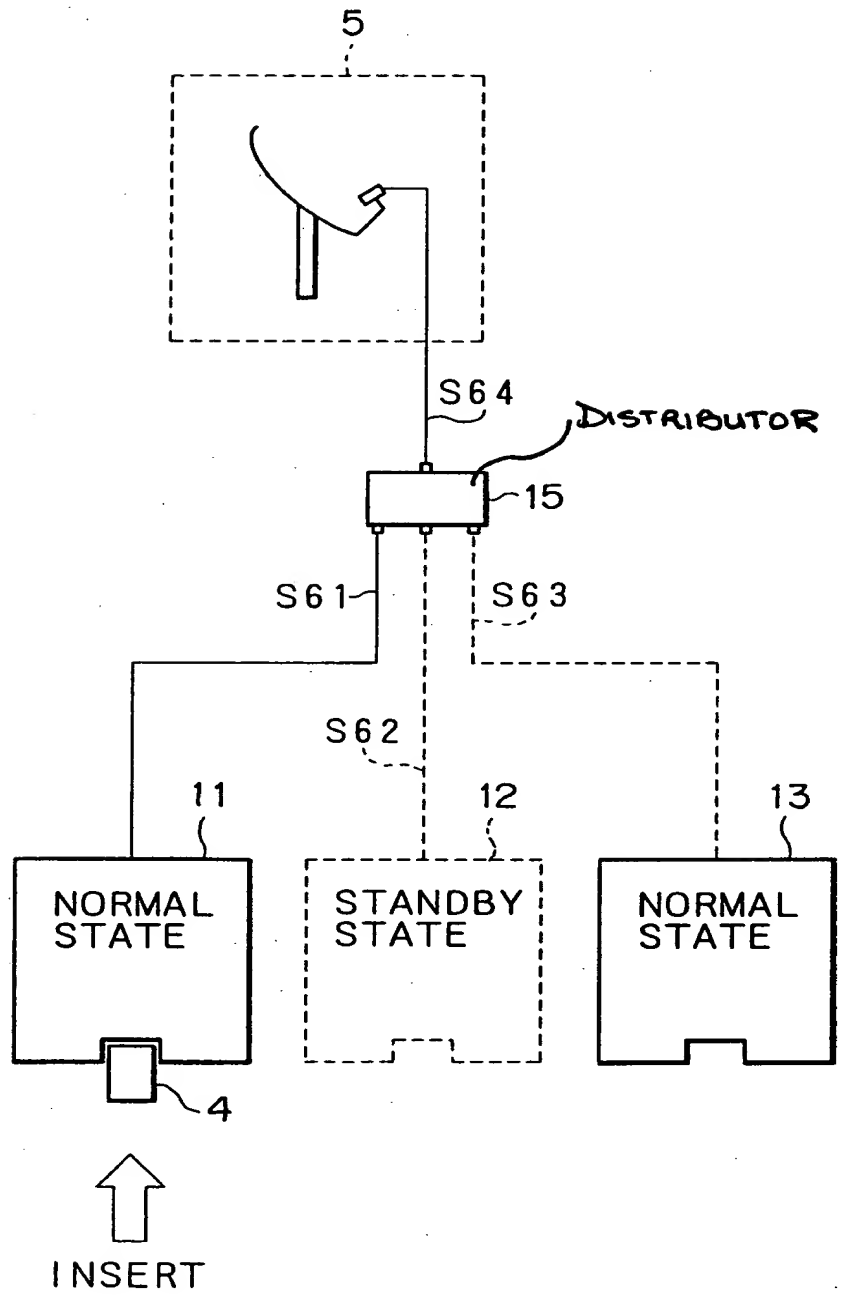 5
S64
DISTRIBUTOR
15
S61
S63
S62
11
12
13
NORMAL
STATE
STANDBY
STATE
NORMAL
STATE
4
INSERT